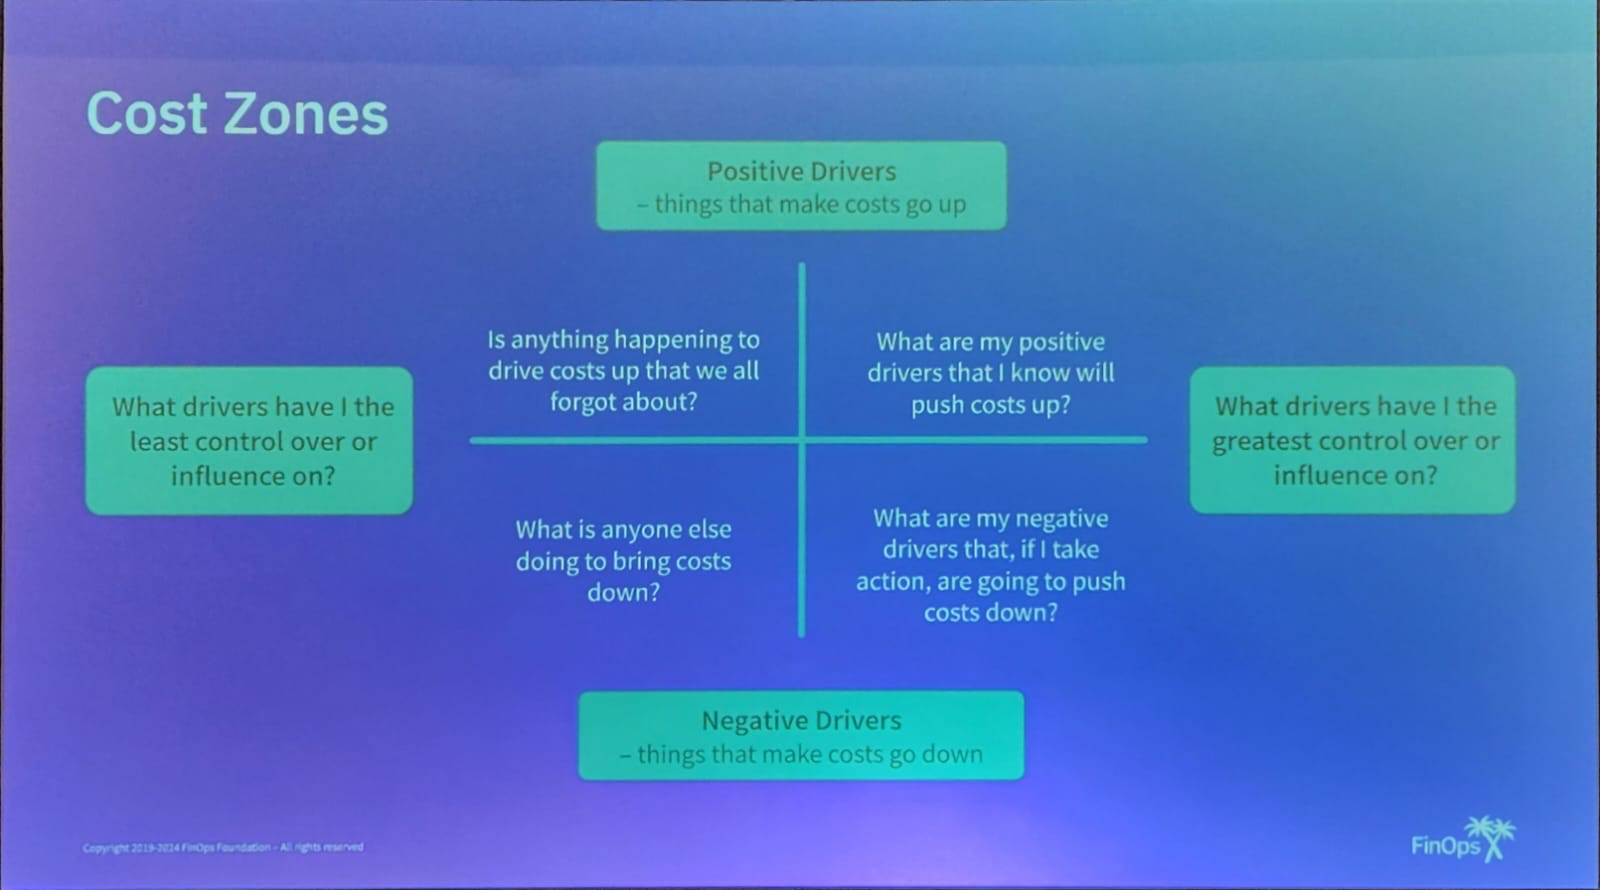 Cost Zones
Positive Drivers
– things that make costs go up
Is anything happening to
drive costs up that we all
forgot about?
What are my positive
drivers that I know will
push costs up?
What drivers have I the
least control over or
influence on?
What drivers have I the
greatest control over or
influence on?
What is anyone else
doing to bring costs
down?
What are my negative
drivers that, if I take
action, are going to push
costs down?
Negative Drivers
– things that make costs go down
Copyright 2019-2024 FinOps Foundation – All rights reserved
FinOps X